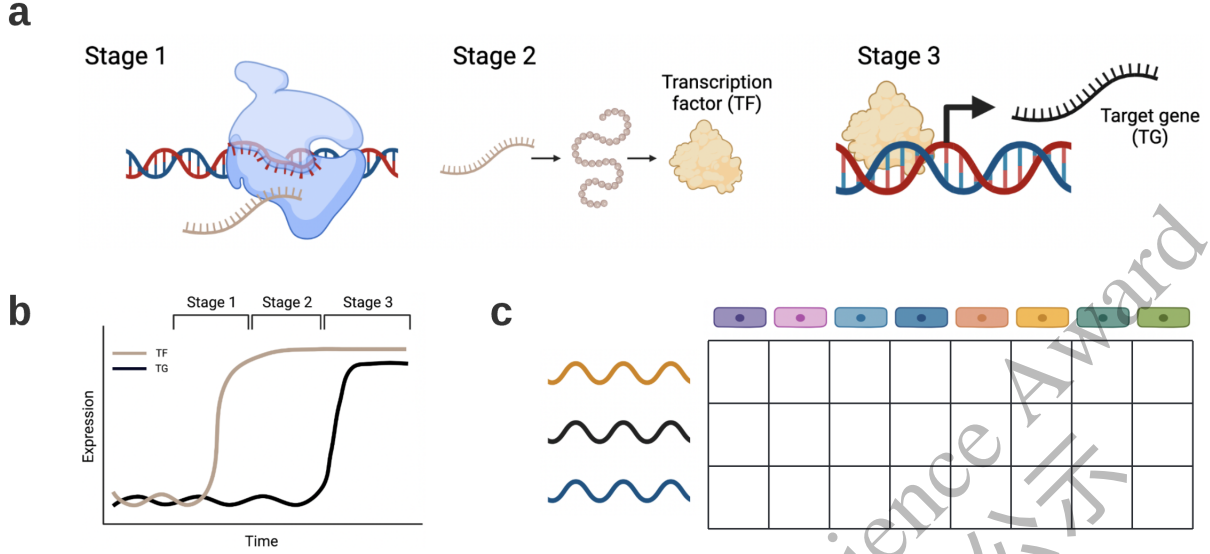 a
Stage 1
Stage 2
Stage 3
Transcription
factor (TF)
Target gene
(TG)
b
Stage 1
Stage 2
Stage 3
TF
TG
Expression
Time
c
ience Award
示